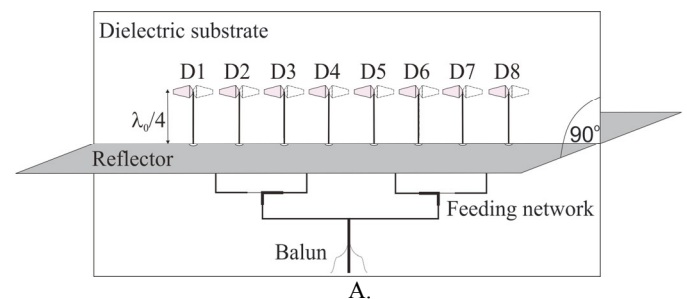 Dielectric substrate
D1 D2 D3 D4 D5 D6 D7 D8
λ₀/4
90°
Reflector
Feeding network
Balun
A.